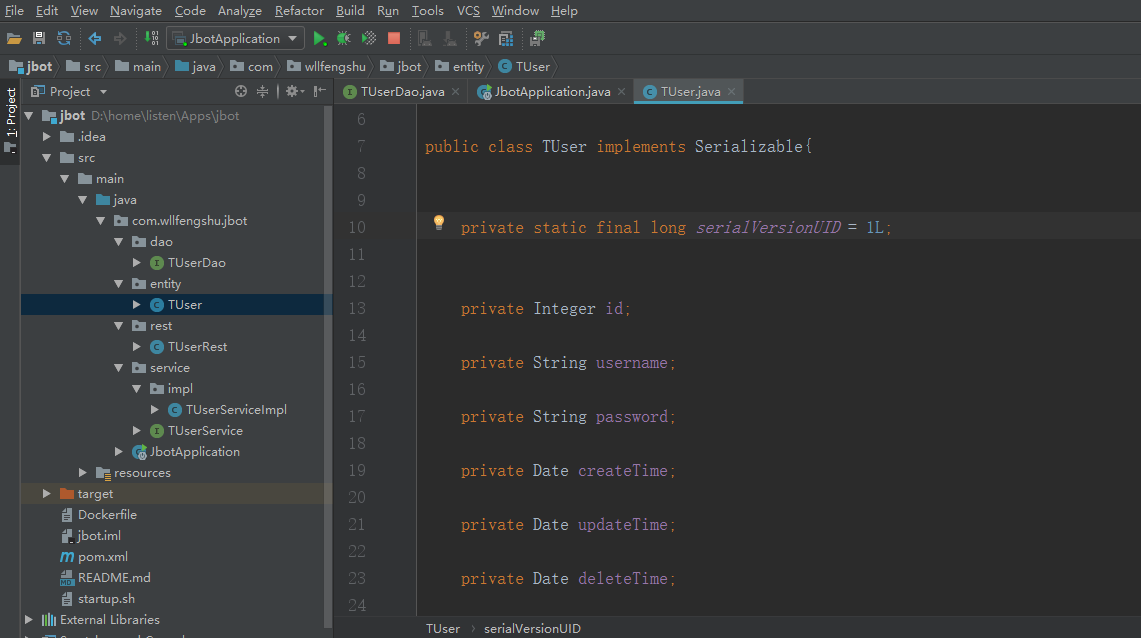 File Edit View Navigate Code Analyze Refactor Build Run Tools VCS Window Help
JbotApplication
jbot src main java com wllfengshu jbot entity TUser
1: Project
Project
TUserDao.java JbotApplication.java TUser.java
jbot D:\home\listen\Apps\jbot
.idea
src
main
java
com.wllfengshu.jbot
dao
TUserDao
entity
TUser
rest
TUserRest
service
impl
TUserServiceImpl
TUserService
JbotApplication
resources
target
Dockerfile
jbot.iml
pom.xml
README.md
startup.sh
External Libraries
6
7 public class TUser implements Serializable{
8
9
10 private static final long serialVersionUID = 1L;
11
12
13 private Integer id;
14
15 private String username;
16
17 private String password;
18
19 private Date createTime;
20
21 private Date updateTime;
22
23 private Date deleteTime;
24
TUser › serialVersionUID